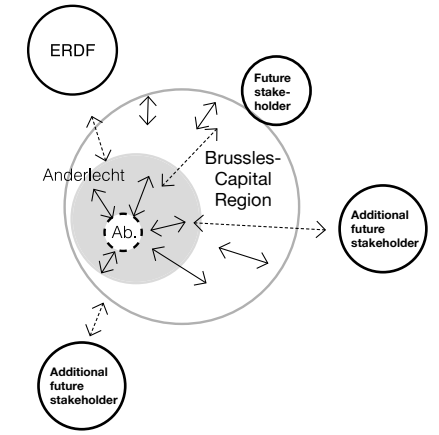 ERDF
Future
stake-
holder
Anderlecht
Brussles-
Capital
Region
Ab.
Additional
future
stakeholder
Additional
future
stakeholder